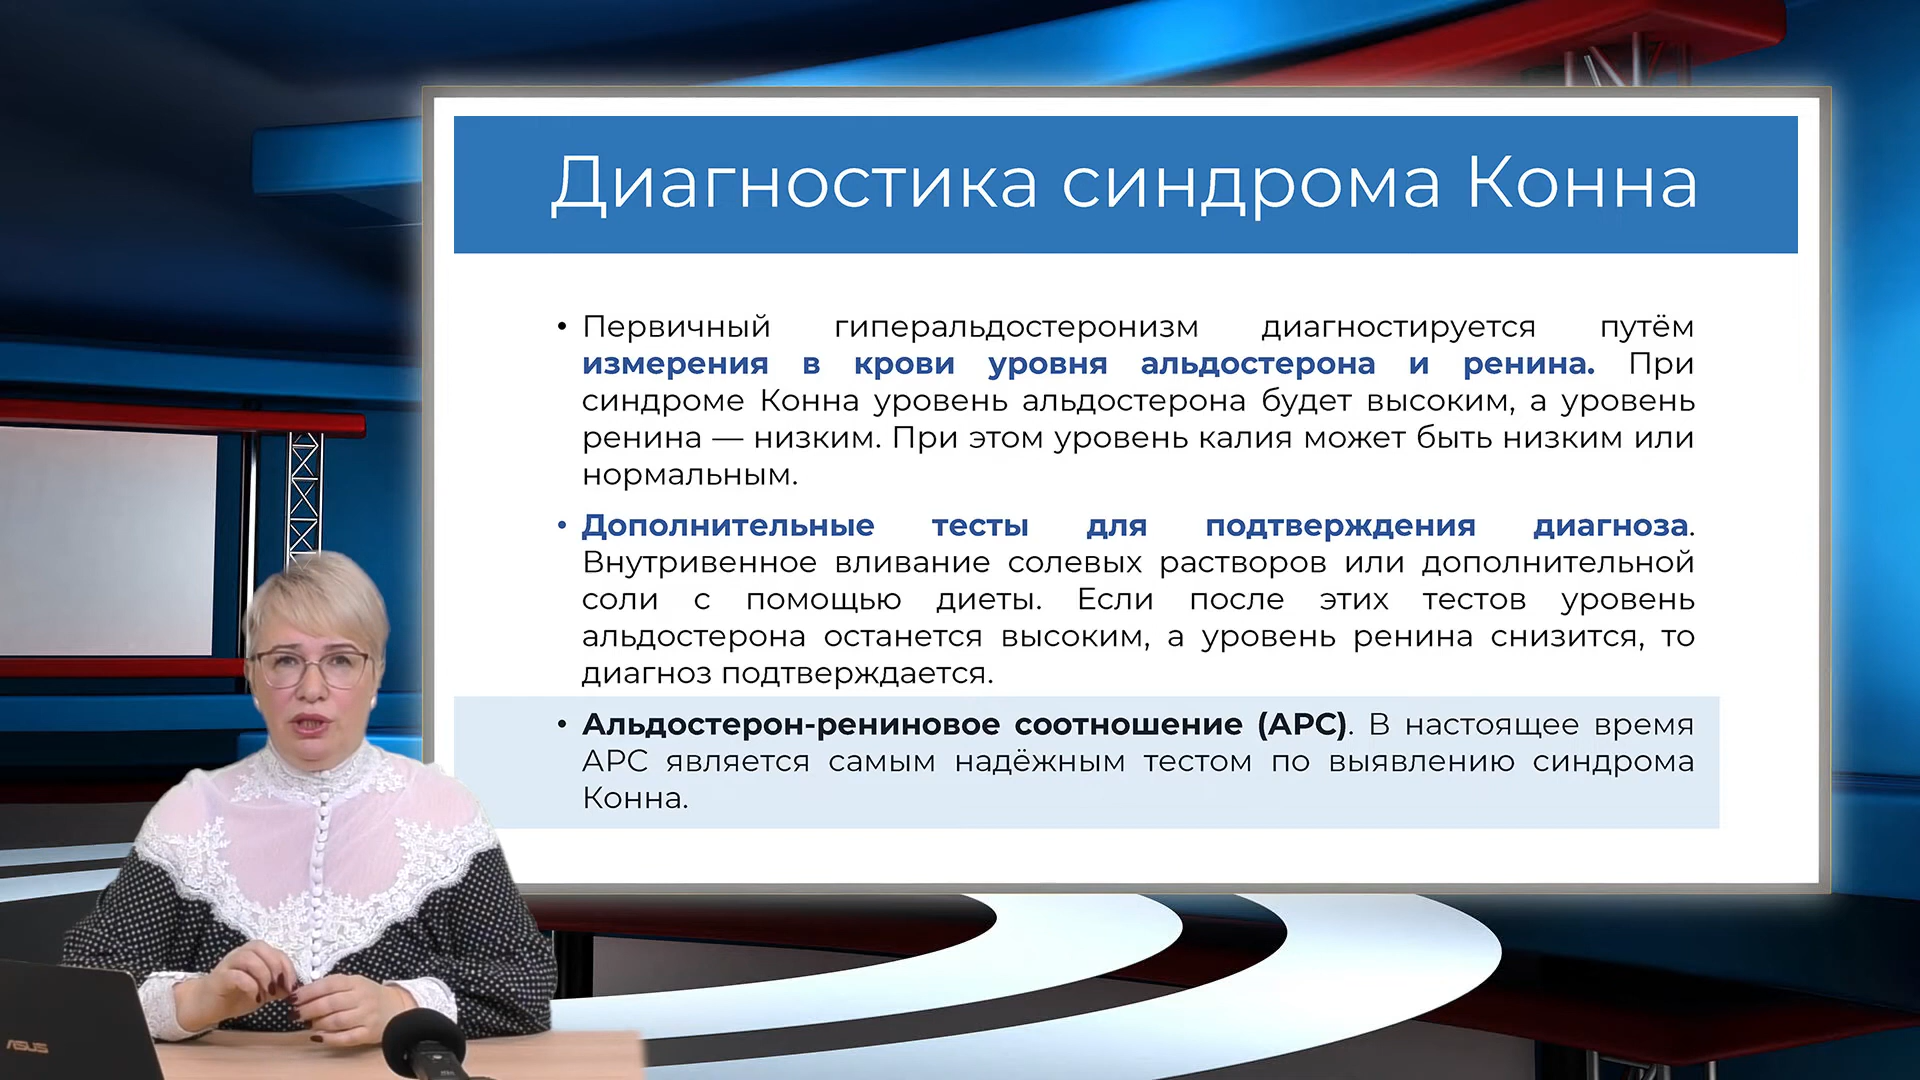 Диагностика синдрома Конна
• Первичный гиперальдостеронизм диагностируется путём
измерения в крови уровня альдостерона и ренина. При
синдроме Конна уровень альдостерона будет высоким, а уровень
ренина — низким. При этом уровень калия может быть низким или
нормальным.
• Дополнительные тесты для подтверждения диагноза.
Внутривенное вливание солевых растворов или дополнительной
соли с помощью диеты. Если после этих тестов уровень
альдостерона останется высоким, а уровень ренина снизится, то
диагноз подтверждается.
• Альдостерон-рениновое соотношение (АРС). В настоящее время
АРС является самым надёжным тестом по выявлению синдрома
Конна.
ASUS